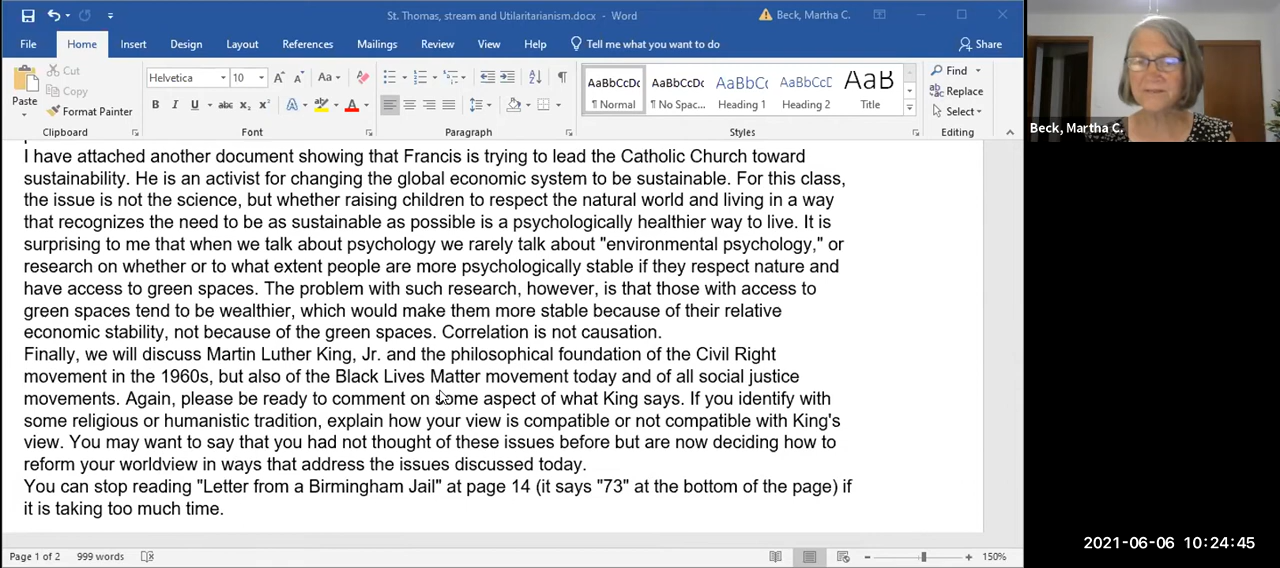 St. Thomas, stream and Utilaritarianism.docx - Word
Beck, Martha C.
File Home Insert Design Layout References Mailings Review View Help Tell me what you want to do Share
Paste
Cut
Copy
Format Painter
Helvetica 10
Clipboard Font Paragraph Styles Editing
AaBbCcDc AaBbCcDc AaBbC( AaBbCcD AaB
¶ Normal ¶ No Spac... Heading 1 Heading 2 Title
Find
Replace
Select
Beck, Martha C.
I have attached another document showing that Francis is trying to lead the Catholic Church toward
sustainability. He is an activist for changing the global economic system to be sustainable. For this class,
the issue is not the science, but whether raising children to respect the natural world and living in a way
that recognizes the need to be as sustainable as possible is a psychologically healthier way to live. It is
surprising to me that when we talk about psychology we rarely talk about "environmental psychology," or
research on whether or to what extent people are more psychologically stable if they respect nature and
have access to green spaces. The problem with such research, however, is that those with access to
green spaces tend to be wealthier, which would make them more stable because of their relative
economic stability, not because of the green spaces. Correlation is not causation.
Finally, we will discuss Martin Luther King, Jr. and the philosophical foundation of the Civil Right
movement in the 1960s, but also of the Black Lives Matter movement today and of all social justice
movements. Again, please be ready to comment on some aspect of what King says. If you identify with
some religious or humanistic tradition, explain how your view is compatible or not compatible with King's
view. You may want to say that you had not thought of these issues before but are now deciding how to
reform your worldview in ways that address the issues discussed today.
You can stop reading "Letter from a Birmingham Jail" at page 14 (it says "73" at the bottom of the page) if
it is taking too much time.
Page 1 of 2 999 words 150%
2021-06-06 10:24:45